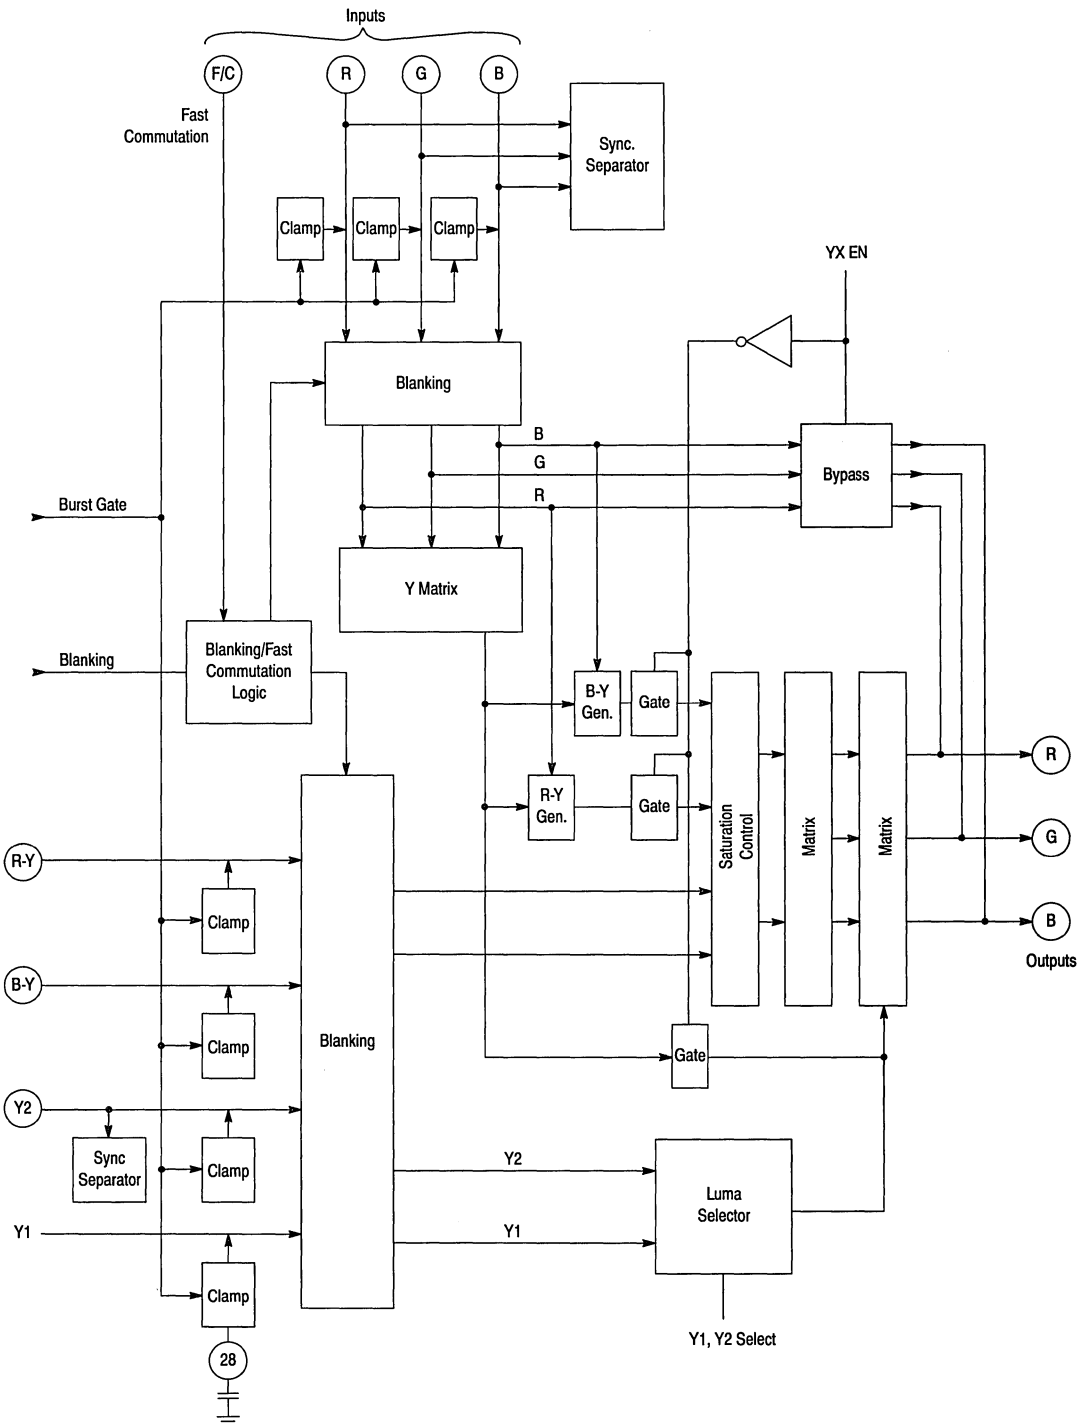 Inputs
F/C
R
G
B
Fast
Commutation
Sync.
Separator
Clamp
Clamp
Clamp
YX EN
Blanking
B
G
R
Bypass
Burst Gate
Y Matrix
Blanking
Blanking/Fast
Commutation
Logic
B-Y
Gen.
Gate
R-Y
Gen.
Gate
Saturation
Control
Matrix
Matrix
R
G
B
Outputs
R-Y
Clamp
B-Y
Clamp
Blanking
Gate
Y2
Sync
Separator
Clamp
Y2
Y1
Luma
Selector
Y1
Clamp
28
Y1, Y2 Select